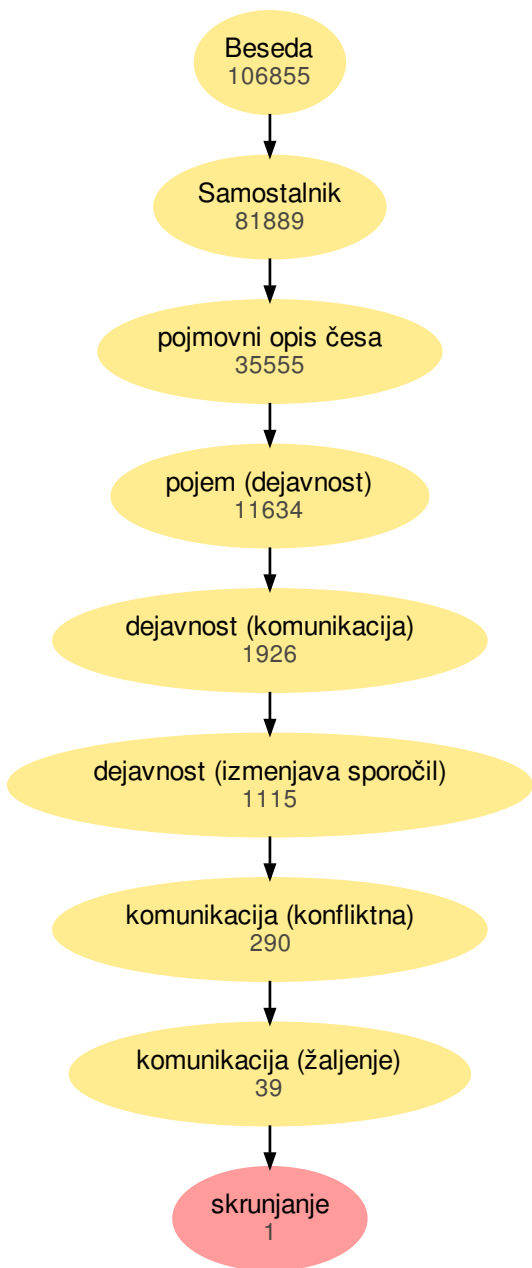 Beseda
106855
Samostalnik
81889
pojmovni opis česa
35555
pojem (dejavnost)
11634
dejavnost (komunikacija)
1926
dejavnost (izmenjava sporočil)
1115
komunikacija (konfliktna)
290
komunikacija (žaljenje)
39
skrunjanje
1